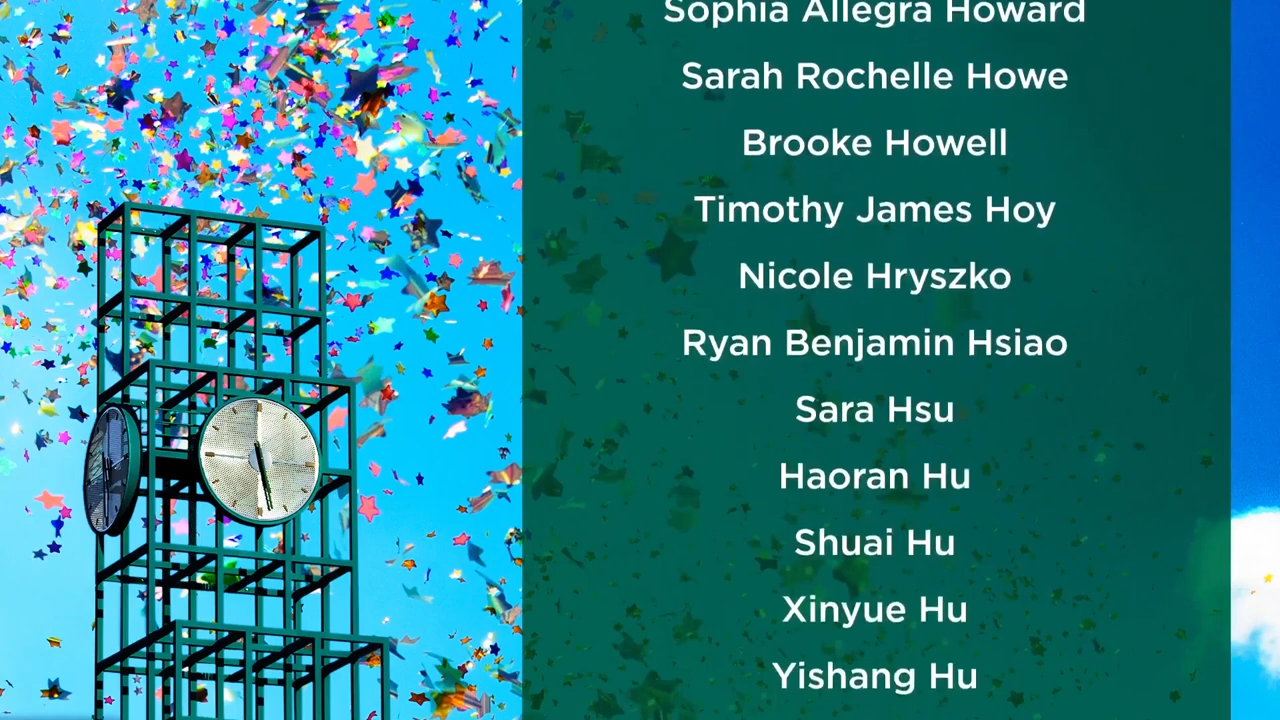 Sophia Allegra Howard
Sarah Rochelle Howe
Brooke Howell
Timothy James Hoy
Nicole Hryszko
Ryan Benjamin Hsiao
Sara Hsu
Haoran Hu
Shuai Hu
Xinyue Hu
Yishang Hu